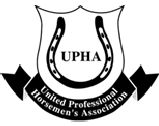 UPHA
United Professional
Horsemen's Association